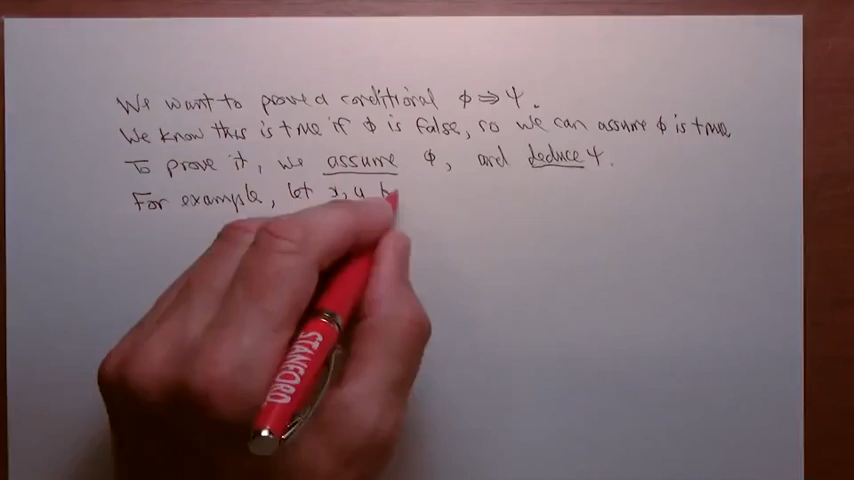 We want to prove a conditional ϕ ⇒ ψ.
We know this is true if ϕ is false, so we can assume ϕ is true.
To prove it, we assume ϕ, and deduce ψ.
For example, let x, y b
STANFORD